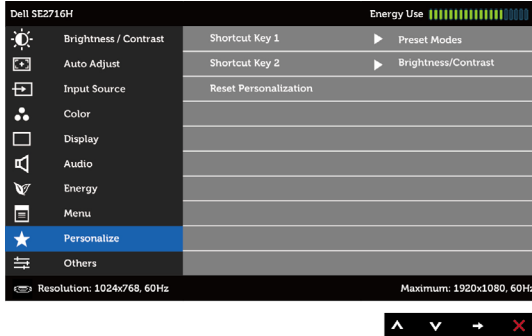 Dell SE2716H Energy Use
Brightness / Contrast Shortcut Key 1 Preset Modes
Auto Adjust Shortcut Key 2 Brightness/Contrast
Input Source Reset Personalization
Color
Display
Audio
Energy
Menu
Personalize
Others
Resolution: 1024x768, 60Hz Maximum: 1920x1080, 60Hz